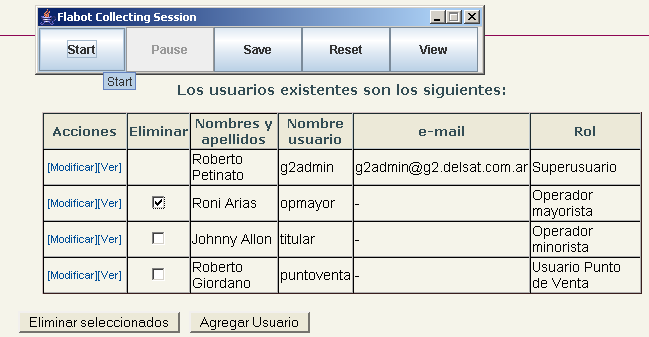 Flabot Collecting Session
Start Pause Save Reset View
Start
Los usuarios existentes son los siguientes:
Acciones Eliminar Nombres y apellidos Nombre usuario e-mail Rol
[Modificar][Ver] Roberto Petinato g2admin g2admin@g2.delsat.com.ar Superusuario
[Modificar][Ver] Roni Arias opmayor - Operador mayorista
[Modificar][Ver] Johnny Allon titular - Operador minorista
[Modificar][Ver] Roberto Giordano puntoventa - Usuario Punto de Venta
Eliminar seleccionados Agregar Usuario